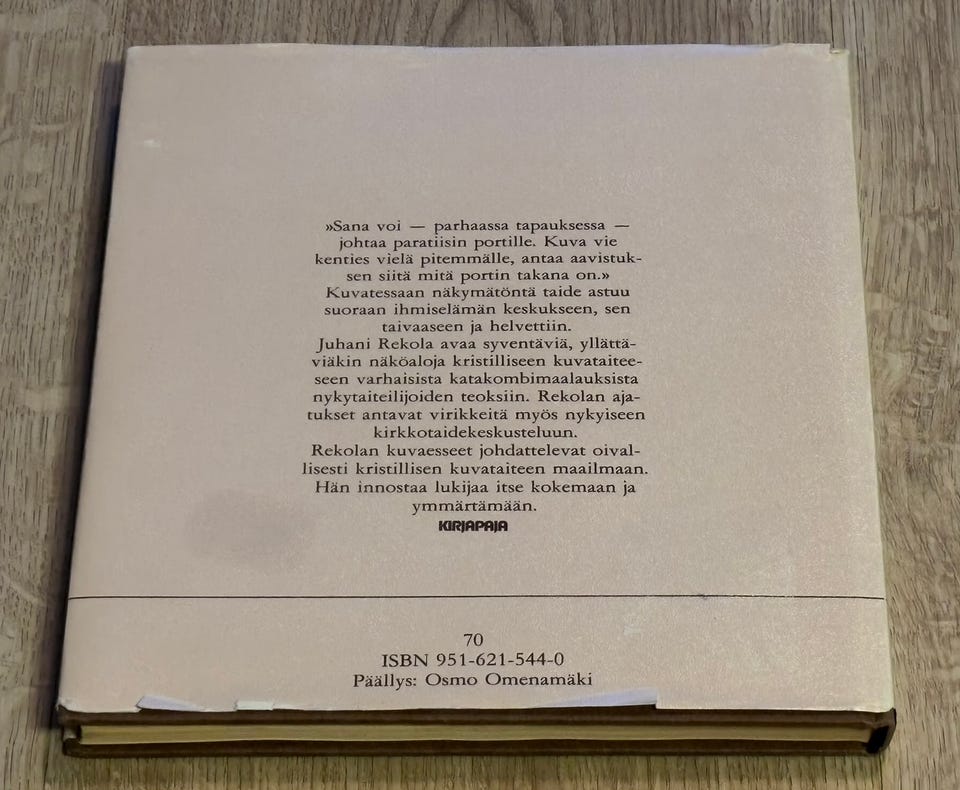 »Sana voi — parhaassa tapauksessa —
johtaa paratiisin portille. Kuva vie
kenties vielä pitemmälle, antaa aavistuk-
sen siitä mitä portin takana on.»
Kuvatessaan näkymätöntä taide astuu
suoraan ihmiselämän keskukseen, sen
taivaaseen ja helvettiin.
Juhani Rekola avaa syventäviä, yllättä-
viäkin näköaloja kristilliseen kuvataitee-
seen varhaisista katakombimaalauksista
nykytaiteilijoiden teoksiin. Rekolan aja-
tukset antavat virikkeitä myös nykyiseen
kirkkotaidekeskusteluun.
Rekolan kuvaesseet johdattelevat oival-
lisesti kristillisen kuvataiteen maailmaan.
Hän innostaa lukijaa itse kokemaan ja
ymmärtämään.
KIRJAPAJA
70
ISBN 951-621-544-0
Päällys: Osmo Omenamäki